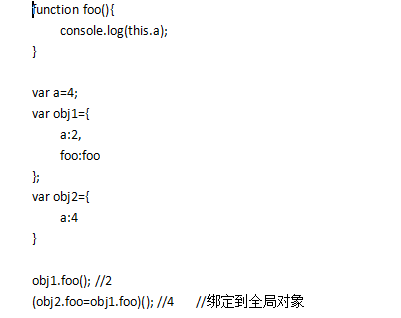 function foo(){
console.log(this.a);
}
var a=4;
var obj1={
a:2,
foo:foo
};
var obj2={
a:4
}
obj1.foo(); //2
(obj2.foo=obj1.foo)(); //4 //绑定到全局对象